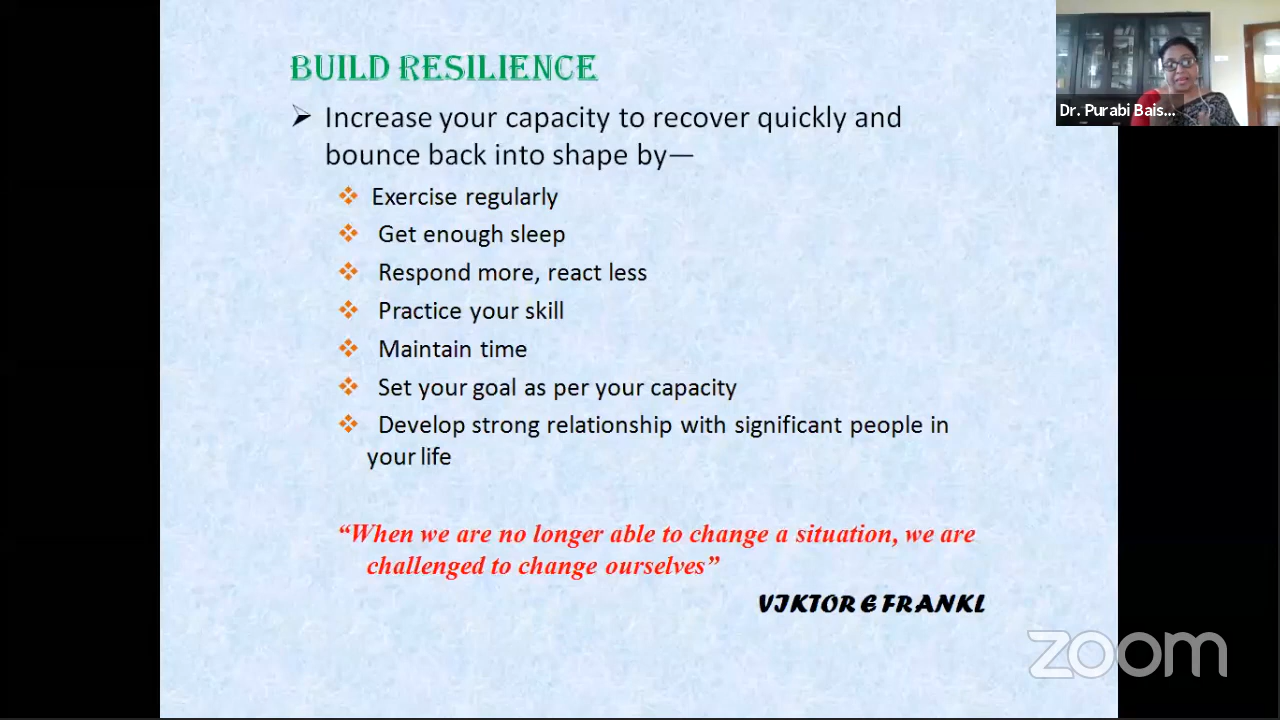 BUILD RESILIENCE
Increase your capacity to recover quickly and
bounce back into shape by—
Exercise regularly
Get enough sleep
Respond more, react less
Practice your skill
Maintain time
Set your goal as per your capacity
Develop strong relationship with significant people in
your life
“When we are no longer able to change a situation, we are
challenged to change ourselves”
VIKTOR E FRANKL
Dr. Purabi Bais...
zoom